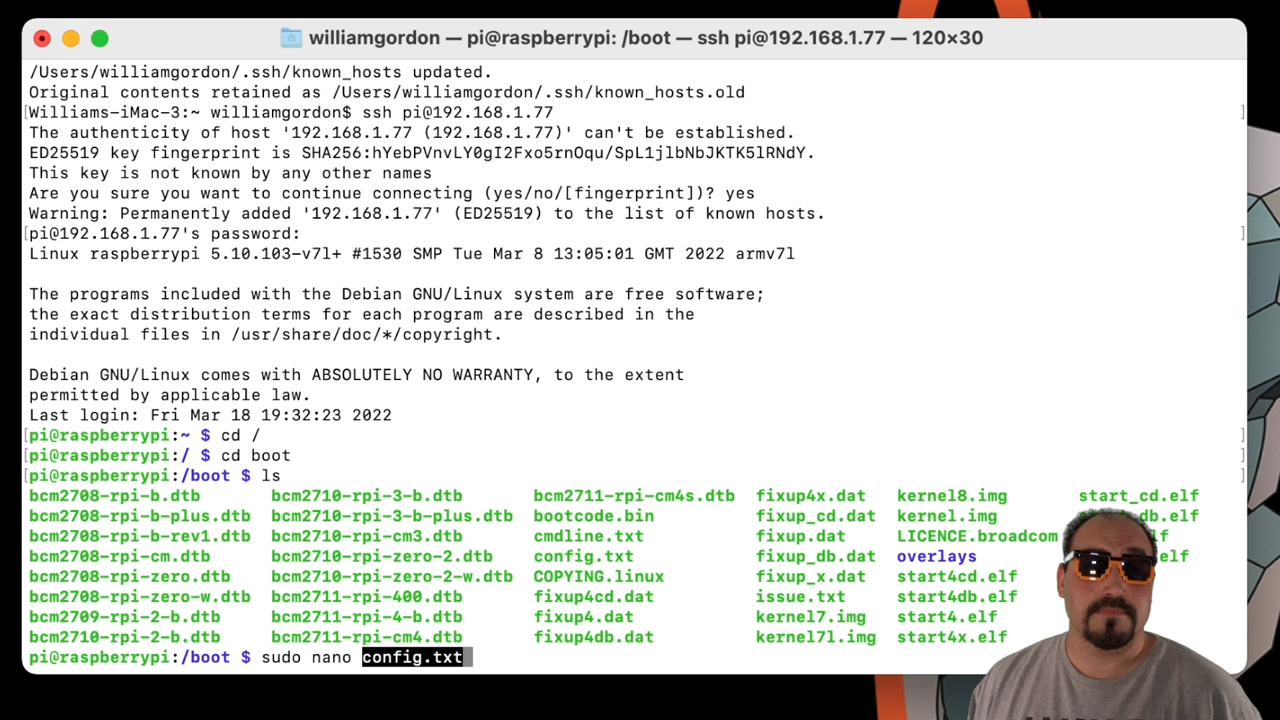 williamgordon — pi@raspberrypi: /boot — ssh pi@192.168.1.77 — 120×30
/Users/williamgordon/.ssh/known_hosts updated.
Original contents retained as /Users/williamgordon/.ssh/known_hosts.old
[Williams-iMac-3:~ williamgordon$ ssh pi@192.168.1.77 ]
The authenticity of host '192.168.1.77 (192.168.1.77)' can't be established.
ED25519 key fingerprint is SHA256:hYebPVnvLY0gI2Fxo5rnOqu/SpL1jlbNbJKTK5lRNdY.
This key is not known by any other names
Are you sure you want to continue connecting (yes/no/[fingerprint])? yes
Warning: Permanently added '192.168.1.77' (ED25519) to the list of known hosts.
[pi@192.168.1.77's password: ]
Linux raspberrypi 5.10.103-v7l+ #1530 SMP Tue Mar 8 13:05:01 GMT 2022 armv7l
The programs included with the Debian GNU/Linux system are free software;
the exact distribution terms for each program are described in the
individual files in /usr/share/doc/*/copyright.
Debian GNU/Linux comes with ABSOLUTELY NO WARRANTY, to the extent
permitted by applicable law.
Last login: Fri Mar 18 19:32:23 2022
[pi@raspberrypi:~ $ cd / ]
[pi@raspberrypi:/ $ cd boot ]
[pi@raspberrypi:/boot $ ls ]
bcm2708-rpi-b.dtb bcm2710-rpi-3-b.dtb bcm2711-rpi-cm4s.dtb fixup4x.dat kernel8.img start_cd.elf
bcm2708-rpi-b-plus.dtb bcm2710-rpi-3-b-plus.dtb bootcode.bin fixup_cd.dat kernel.img db.elf
bcm2708-rpi-b-rev1.dtb bcm2710-rpi-cm3.dtb cmdline.txt fixup.dat LICENCE.broadcom lf
bcm2708-rpi-cm.dtb bcm2710-rpi-zero-2.dtb config.txt fixup_db.dat overlays elf
bcm2708-rpi-zero.dtb bcm2710-rpi-zero-2-w.dtb COPYING.linux fixup_x.dat start4cd.elf
bcm2708-rpi-zero-w.dtb bcm2711-rpi-400.dtb fixup4cd.dat issue.txt start4db.elf
bcm2709-rpi-2-b.dtb bcm2711-rpi-4-b.dtb fixup4.dat kernel7.img start4.elf
bcm2710-rpi-2-b.dtb bcm2711-rpi-cm4.dtb fixup4db.dat kernel7l.img start4x.elf
pi@raspberrypi:/boot $ sudo nano config.txt